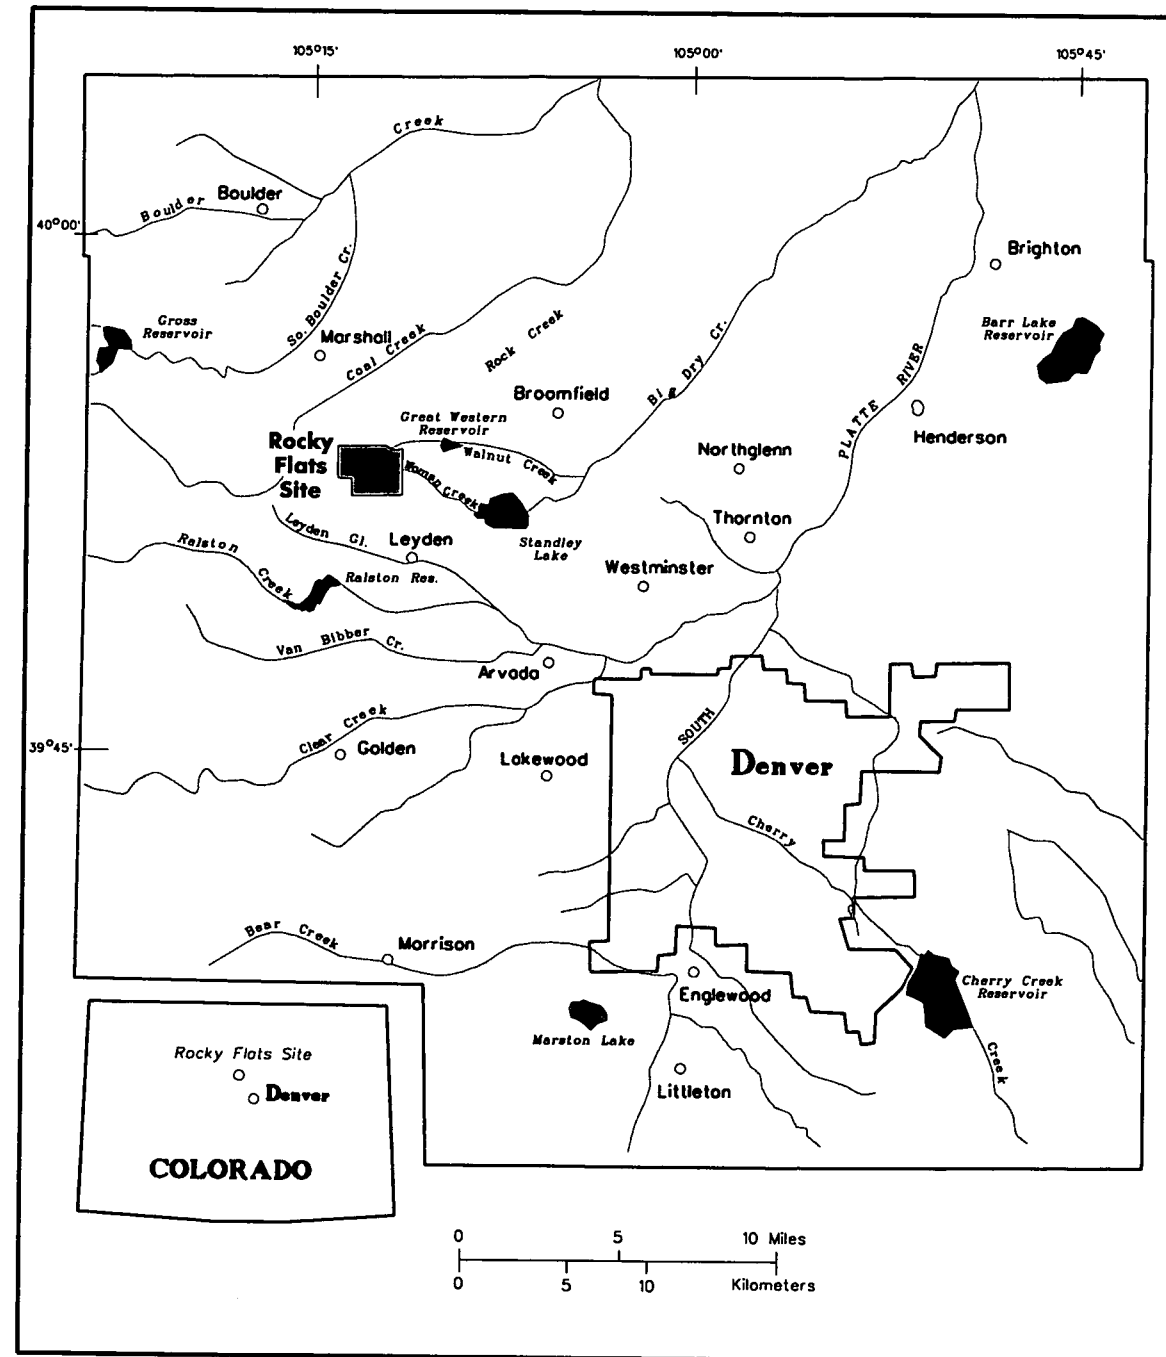 105°15'
105°00'
105°45'
Creek
Boulder
Boulder
40°00'
So. Boulder Cr.
Brighton
Gross
Reservoir
Marshall
Coal Creek
Rock Creek
Barr Lake
Reservoir
Big Dry Cr.
PLATTE RIVER
Broomfield
Great Western
Reservoir
Henderson
Rocky
Flats
Site
Walnut Creek
Woman Creek
Northglenn
Thornton
Standley
Lake
Leyden Gl.
Leyden
Ralston
Creek
Ralston Res.
Westminster
Van Bibber Cr.
Arvada
SOUTH
Clear Creek
39°45'
Golden
Lakewood
Denver
Cherry
Bear Creek
Morrison
Englewood
Cherry Creek
Reservoir
Marston Lake
Creek
Littleton
Rocky Flats Site
Denver
COLORADO
0 5 10 Miles
0 5 10 Kilometers